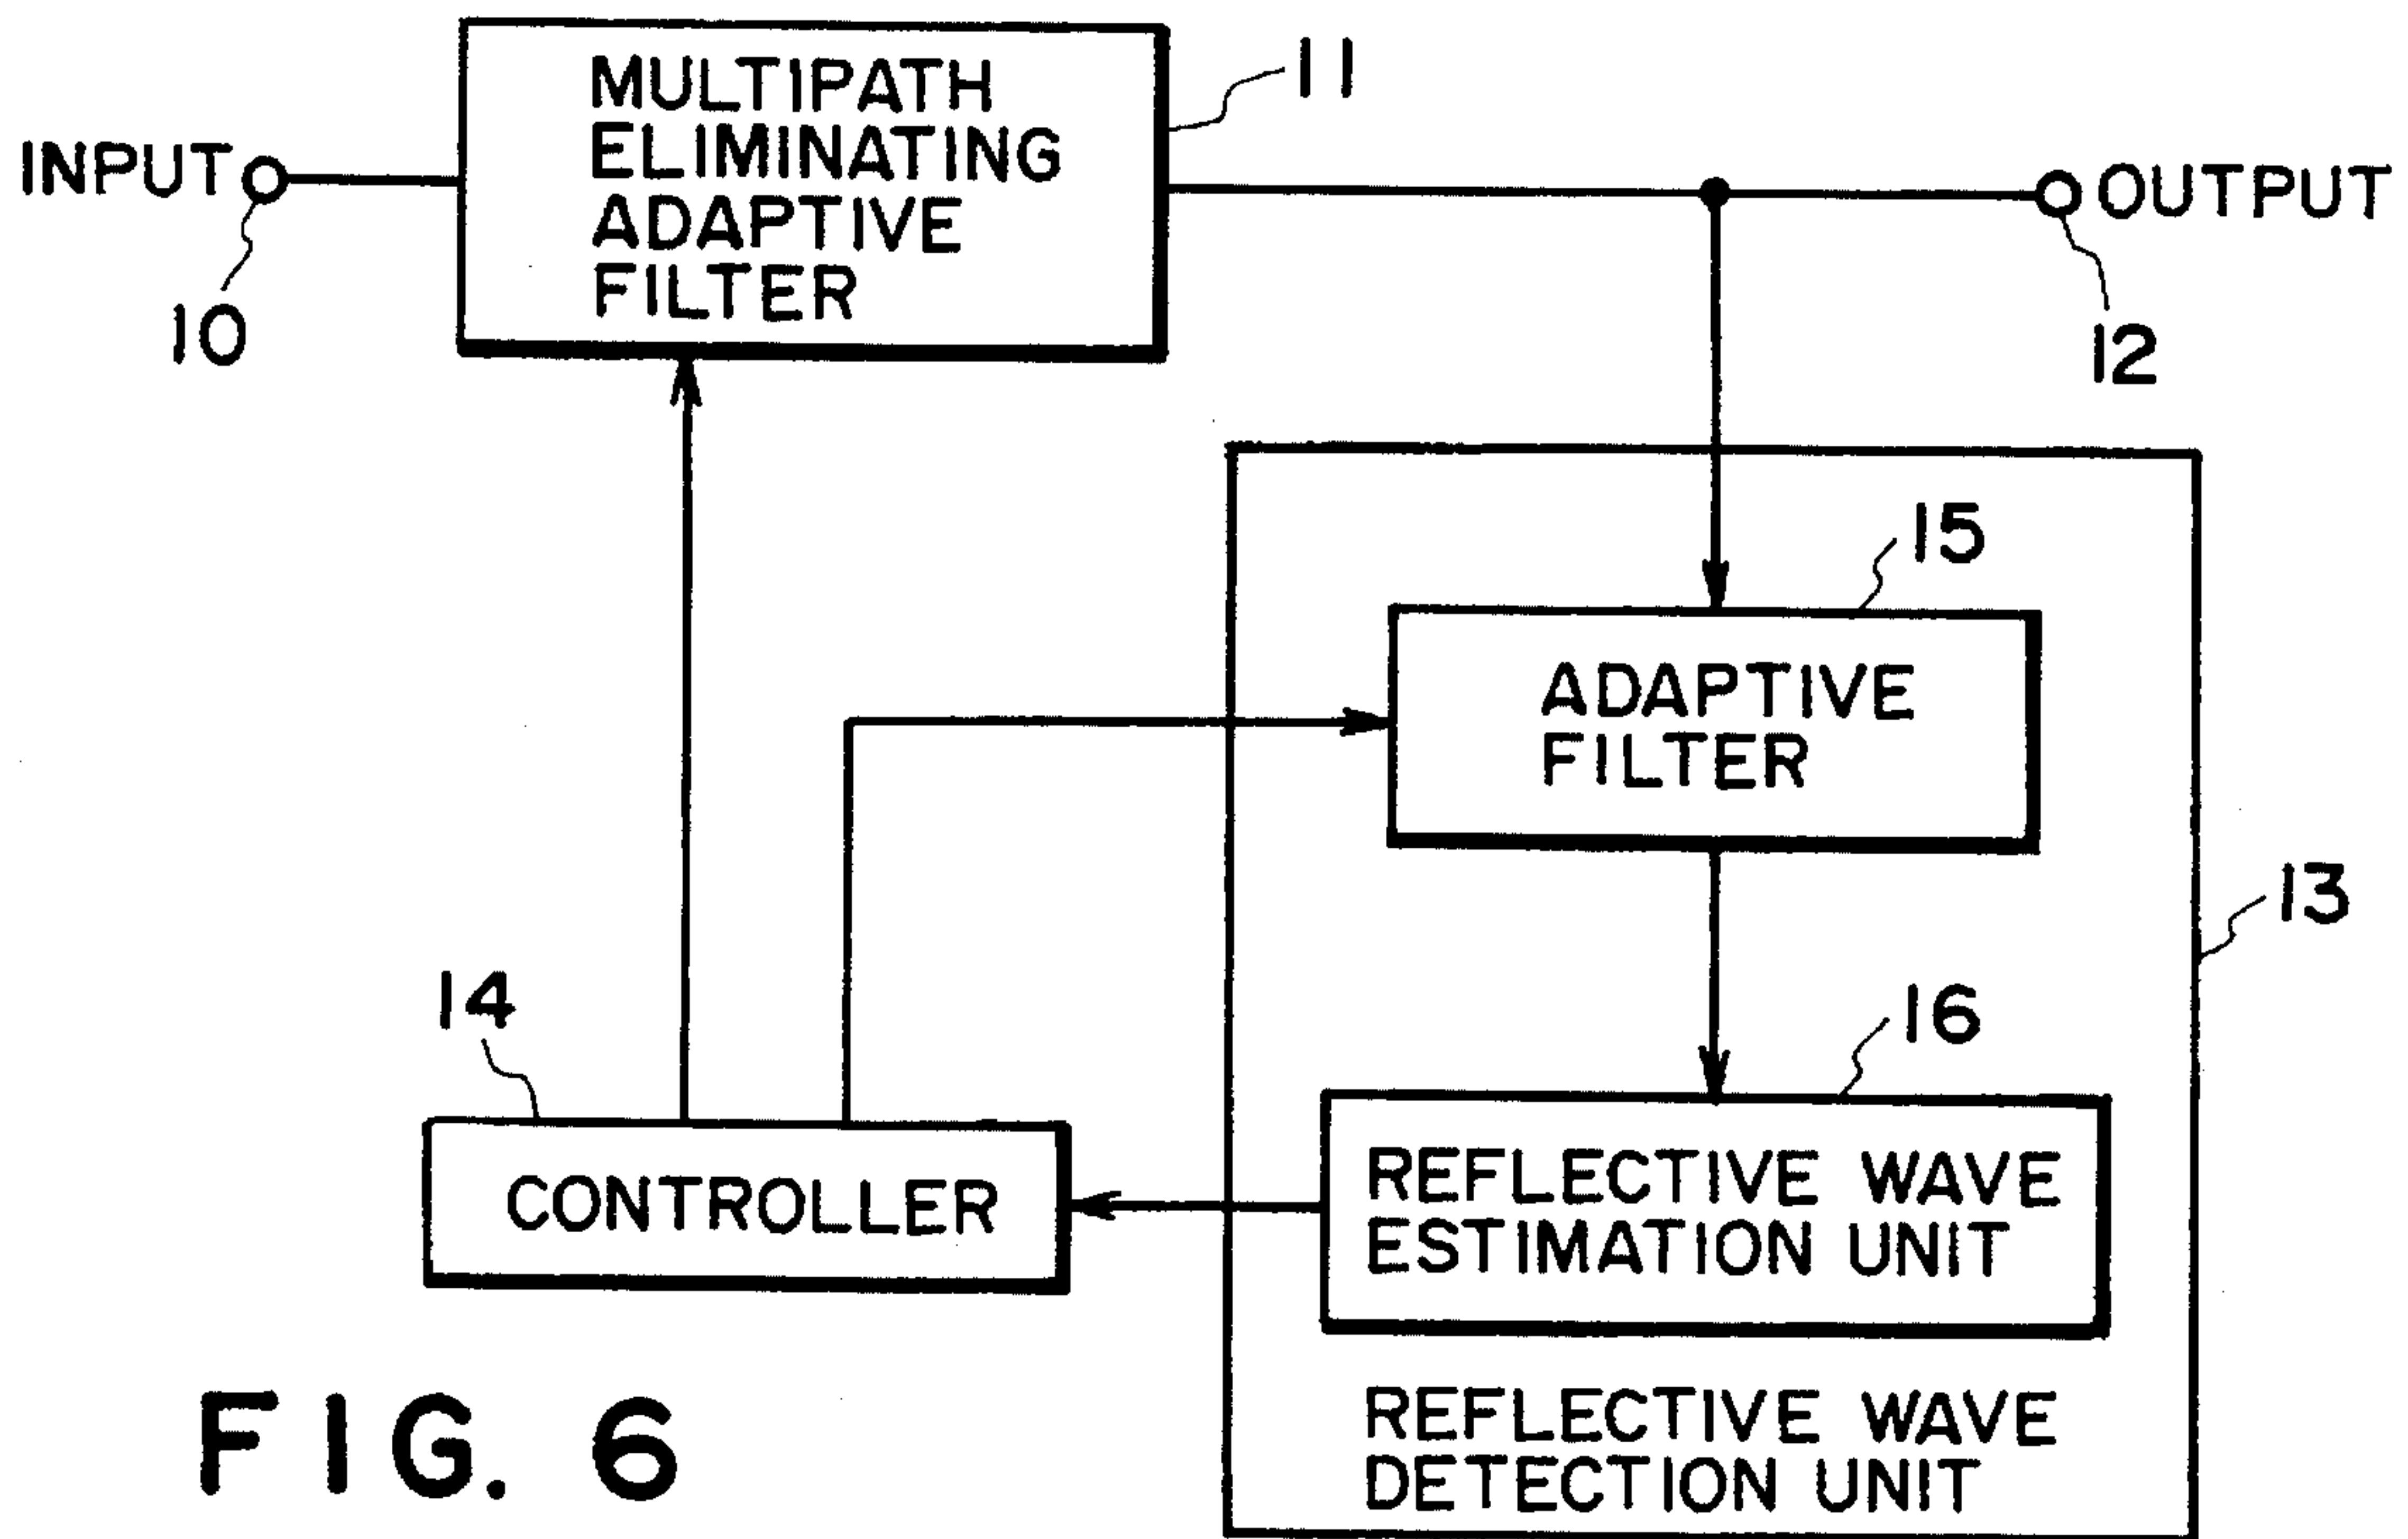 MULTIPATH
ELIMINATING
ADAPTIVE
FILTER
11
INPUT
OUTPUT
10
12
15
ADAPTIVE
FILTER
13
14
16
CONTROLLER
REFLECTIVE WAVE
ESTIMATION UNIT
REFLECTIVE WAVE
DETECTION UNIT
FIG. 6